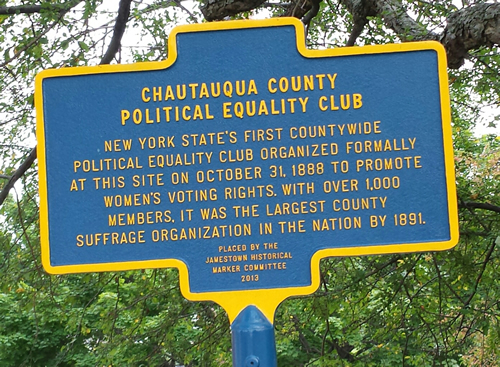 CHAUTAUQUA COUNTY
POLITICAL EQUALITY CLUB
NEW YORK STATE'S FIRST COUNTYWIDE
POLITICAL EQUALITY CLUB ORGANIZED FORMALLY
AT THIS SITE ON OCTOBER 31, 1888 TO PROMOTE
WOMEN'S VOTING RIGHTS. WITH OVER 1,000
MEMBERS, IT WAS THE LARGEST COUNTY
SUFFRAGE ORGANIZATION IN THE NATION BY 1891.
PLACED BY THE
JAMESTOWN HISTORICAL
MARKER COMMITTEE
2013